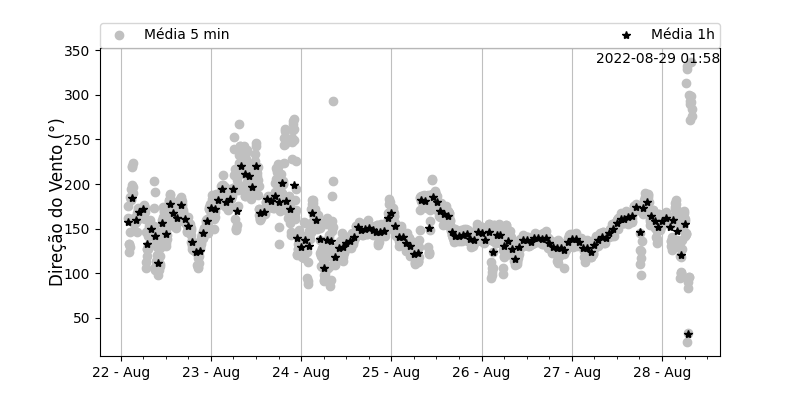 Média 5 min
Média 1h
2022-08-29 01:58
Direção do Vento (°)
350
300
250
200
150
100
50
22 - Aug
23 - Aug
24 - Aug
25 - Aug
26 - Aug
27 - Aug
28 - Aug